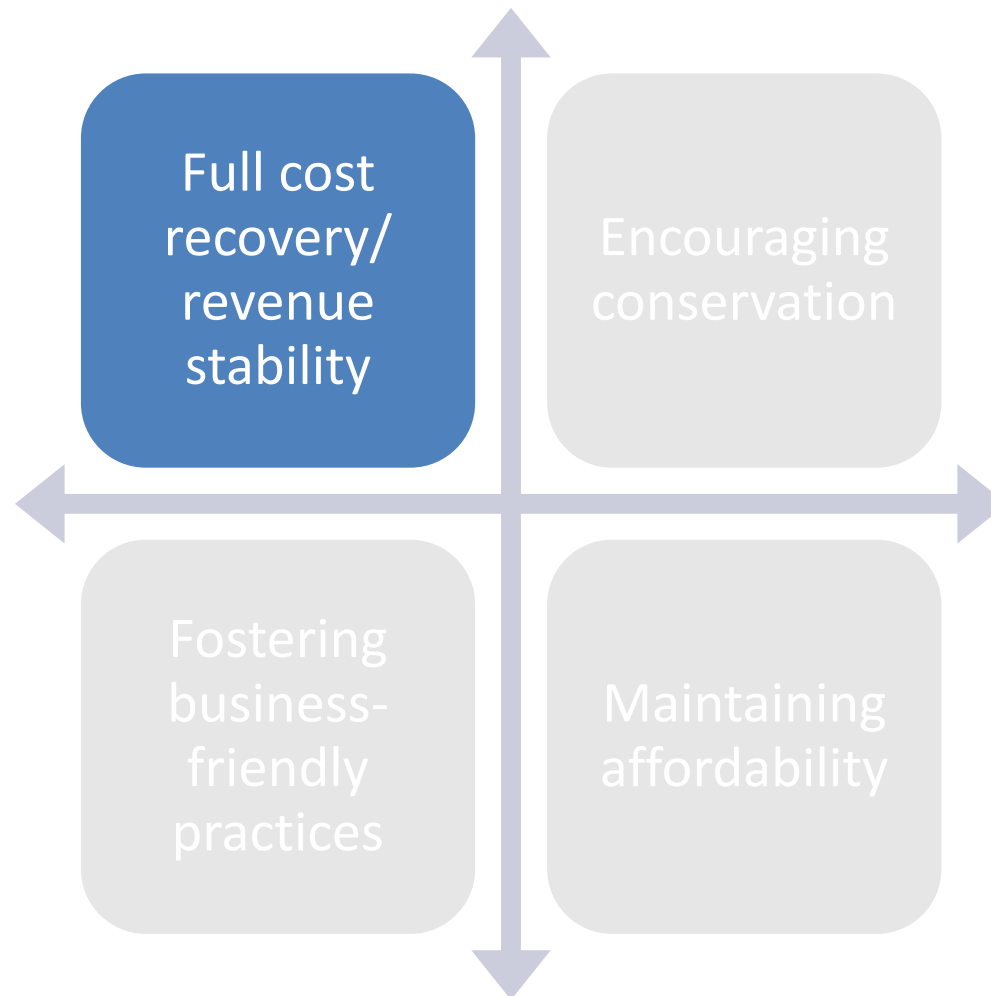 Full cost
recovery/
revenue
stability
Encouraging
conservation
Fostering
business-
friendly
practices
Maintaining
affordability